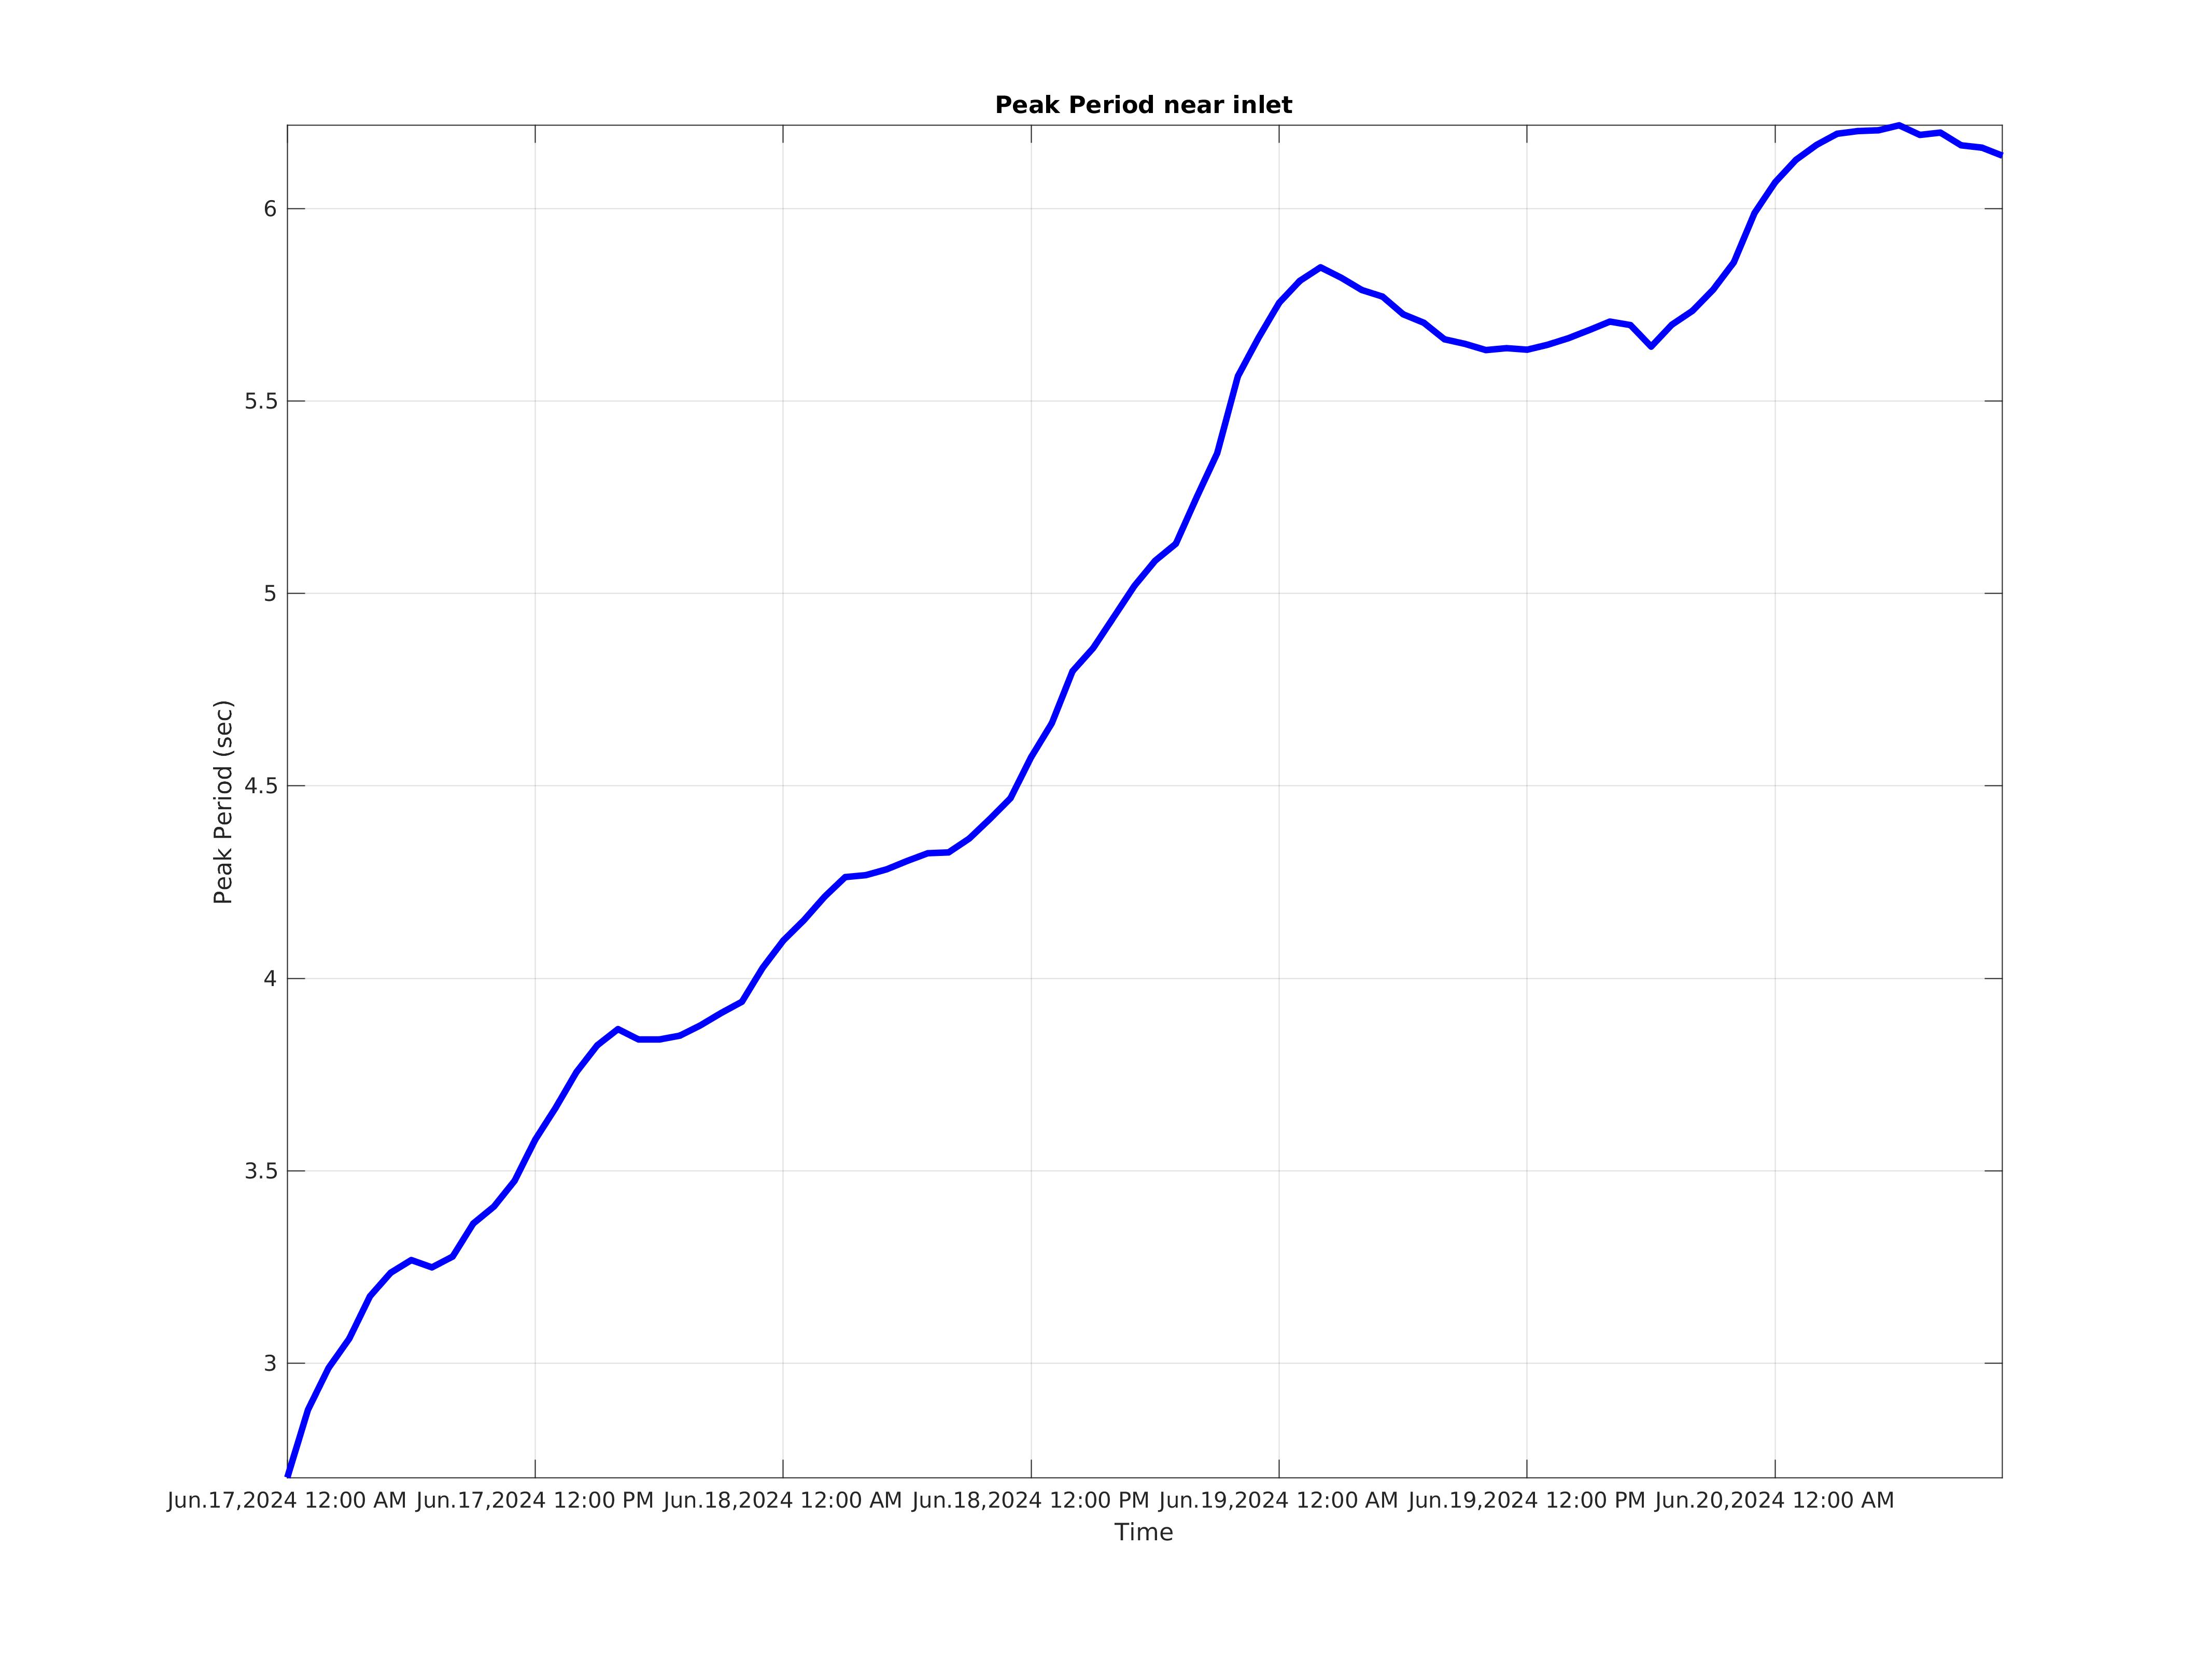 Peak Period near inlet
6
5.5
5
4.5
4
3.5
3
Peak Period (sec)
Jun.17,2024 12:00 AM Jun.17,2024 12:00 PM Jun.18,2024 12:00 AM Jun.18,2024 12:00 PM Jun.19,2024 12:00 AM Jun.19,2024 12:00 PM Jun.20,2024 12:00 AM
Time